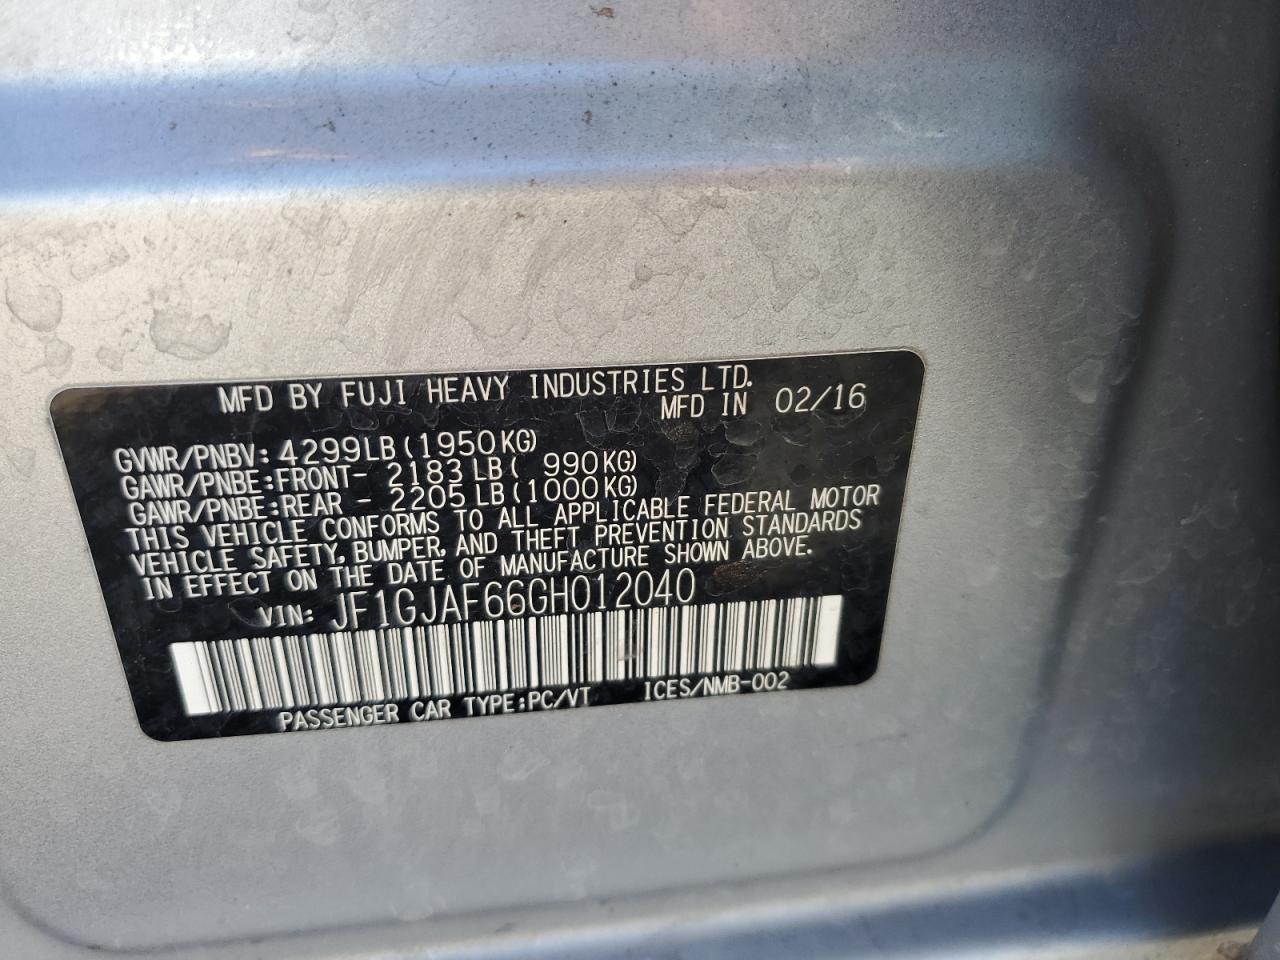 MFD BY FUJI HEAVY INDUSTRIES LTD.
MFD IN 02/16
GVWR/PNBV: 4299LB (1950KG)
GAWR/PNBE:FRONT- 2183LB ( 990KG)
GAWR/PNBE:REAR - 2205LB (1000KG)
THIS VEHICLE CONFORMS TO ALL APPLICABLE FEDERAL MOTOR
VEHICLE SAFETY, BUMPER, AND THEFT PREVENTION STANDARDS
IN EFFECT ON THE DATE OF MANUFACTURE SHOWN ABOVE.
VIN: JF1GJAF66GH012040
PASSENGER CAR TYPE:PC/VT ICES/NMB-002